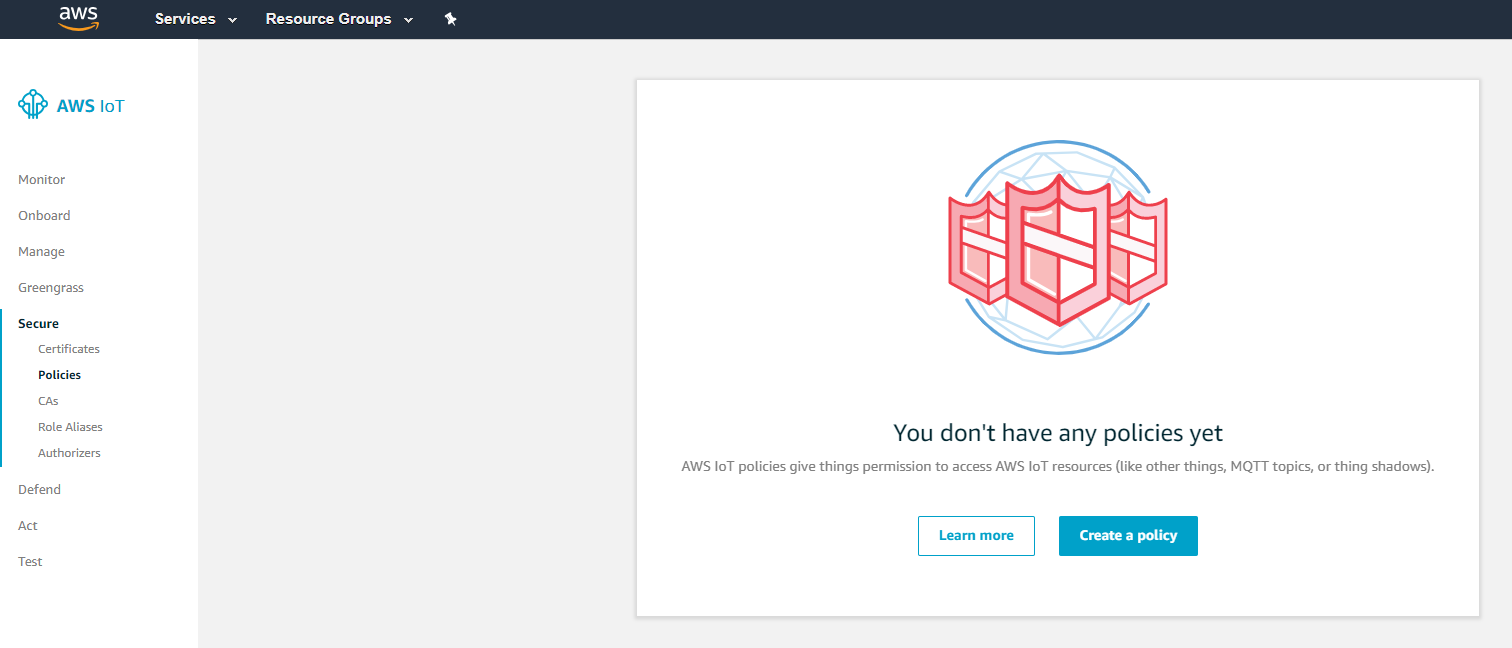 aws
Services
Resource Groups
AWS IoT
Monitor
Onboard
Manage
Greengrass
Secure
Certificates
Policies
CAs
Role Aliases
Authorizers
Defend
Act
Test
You don't have any policies yet
AWS IoT policies give things permission to access AWS IoT resources (like other things, MQTT topics, or thing shadows).
Learn more
Create a policy